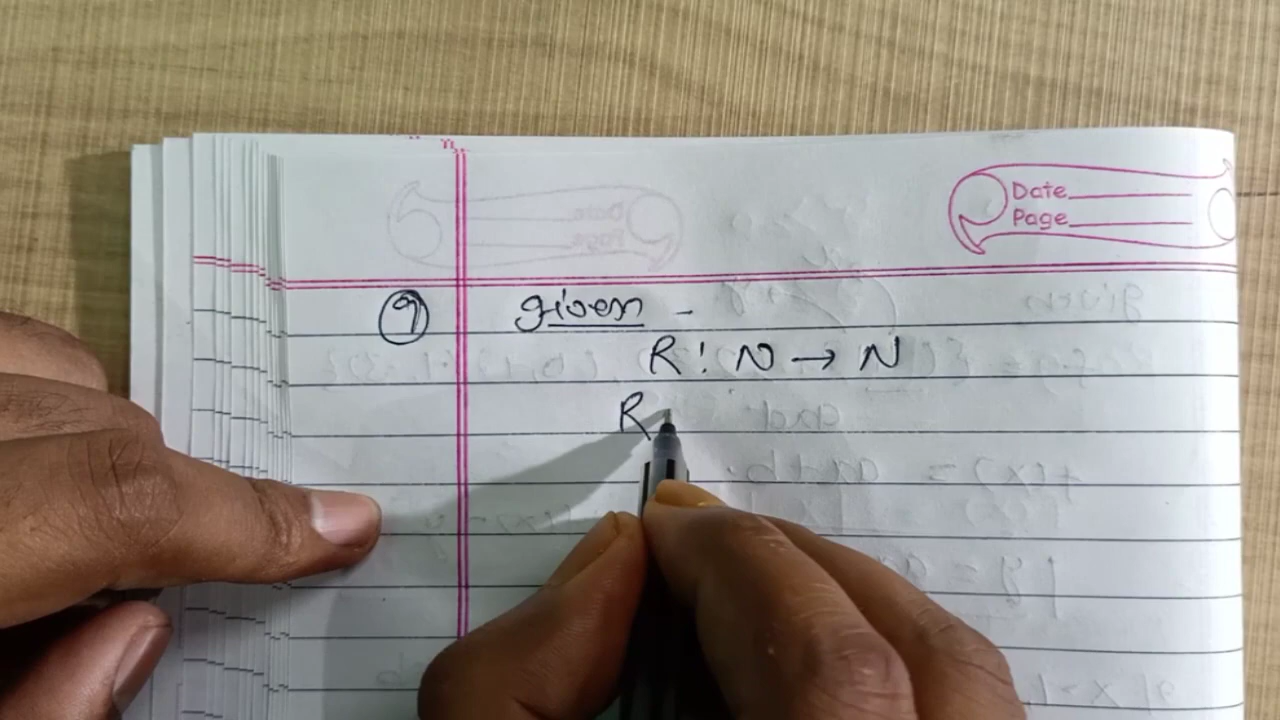 Date
Page
9 given -
R : N → N
R